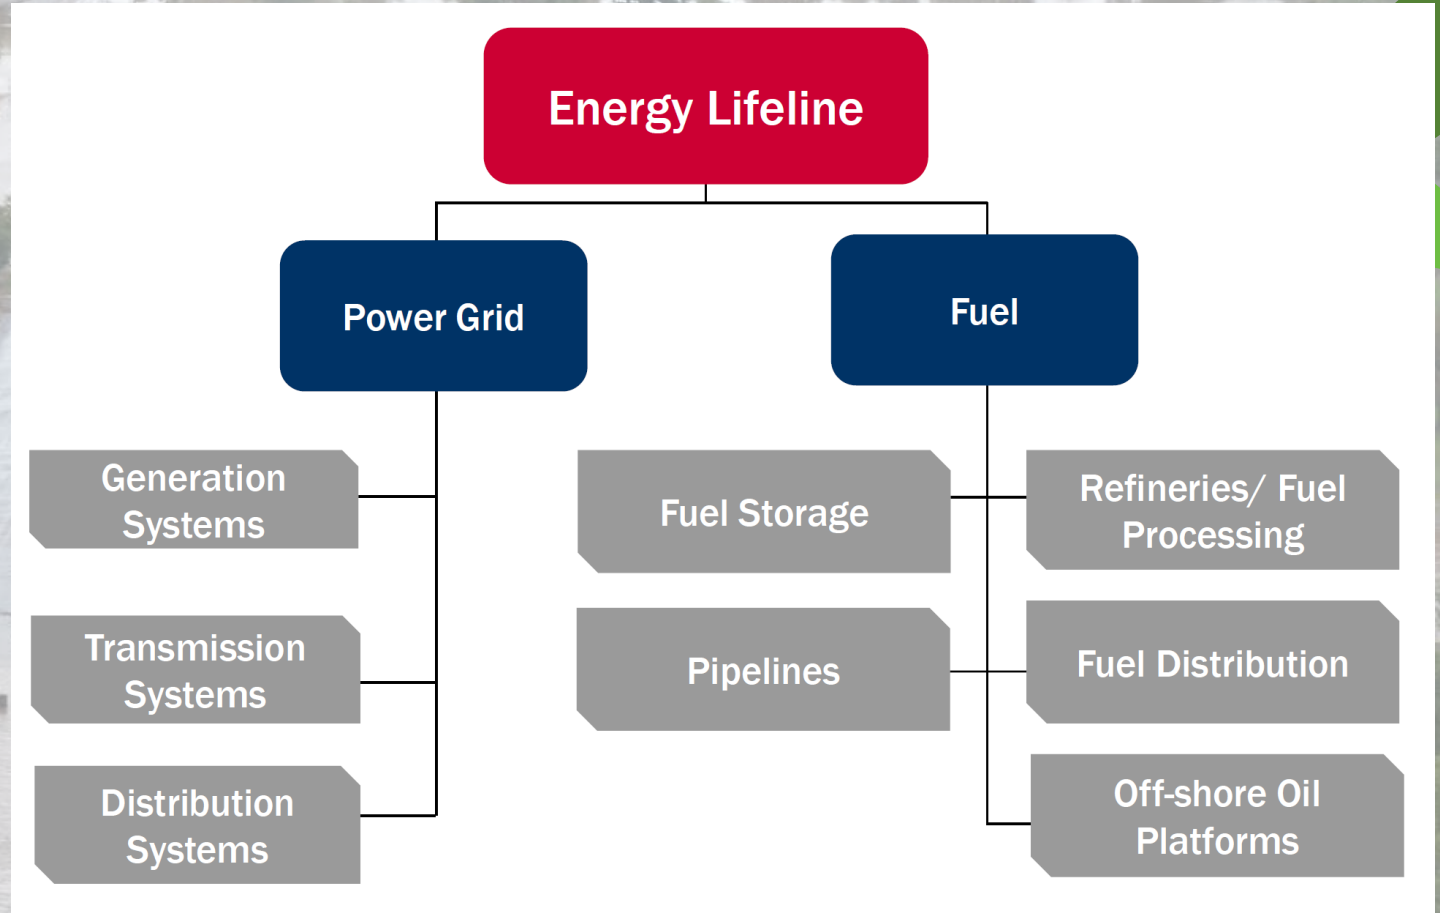 Energy Lifeline
Power Grid
Fuel
Generation
Systems
Transmission
Systems
Distribution
Systems
Fuel Storage
Refineries/ Fuel
Processing
Pipelines
Fuel Distribution
Off-shore Oil
Platforms